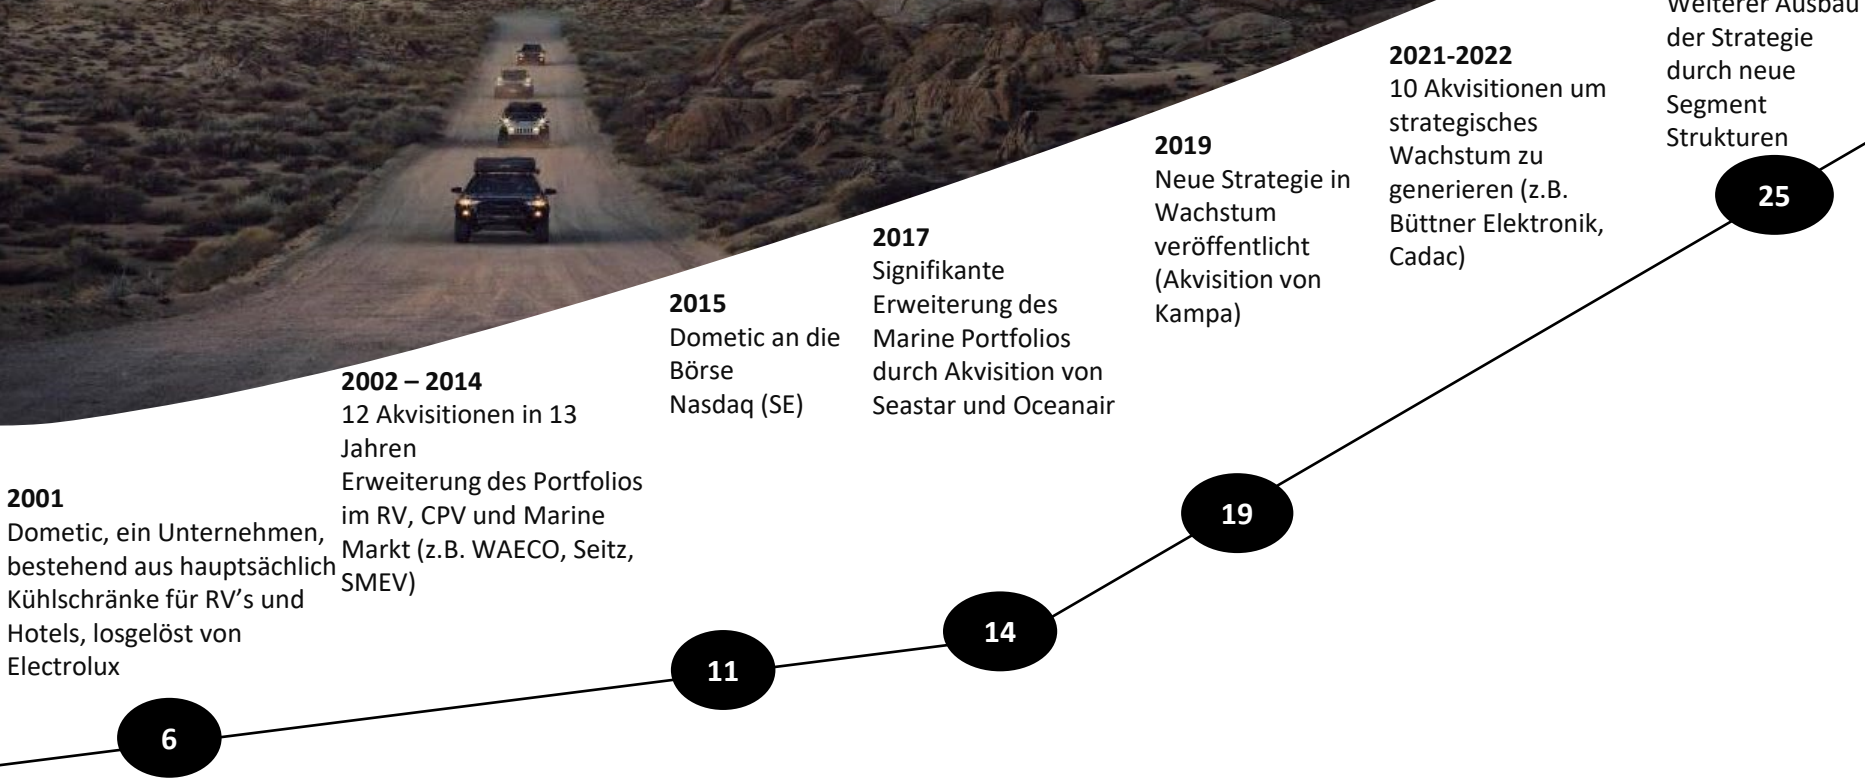 2001
Dometic, ein Unternehmen,
bestehend aus hauptsächlich
Kühlschränke für RV’s und
Hotels, losgelöst von
Electrolux
2002 – 2014
12 Akvisitionen in 13
Jahren
Erweiterung des Portfolios
im RV, CPV und Marine
Markt (z.B. WAECO, Seitz,
SMEV)
2015
Dometic an die
Börse
Nasdaq (SE)
2017
Signifikante
Erweiterung des
Marine Portfolios
durch Akvisition von
Seastar und Oceanair
2019
Neue Strategie in
Wachstum
veröffentlicht
(Akvisition von
Kampa)
2021-2022
10 Akvisitionen um
strategisches
Wachstum zu
generieren (z.B.
Büttner Elektronik,
Cadac)
Weiterer Ausbau
der Strategie
durch neue
Segment
Strukturen
6
11
14
19
25